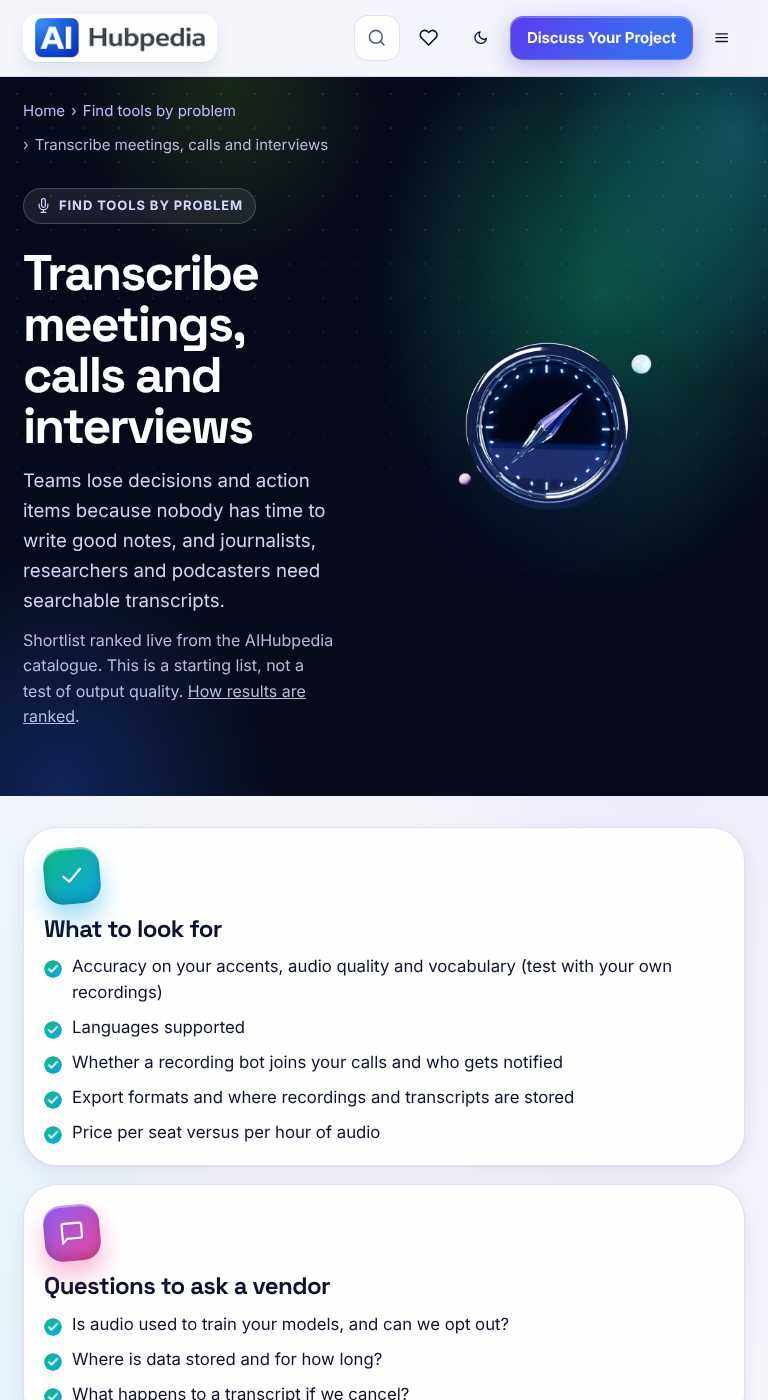 AI Hubpedia
Discuss Your Project
Home › Find tools by problem
› Transcribe meetings, calls and interviews
FIND TOOLS BY PROBLEM
Transcribe
meetings,
calls and
interviews
Teams lose decisions and action
items because nobody has time to
write good notes, and journalists,
researchers and podcasters need
searchable transcripts.
Shortlist ranked live from the AIHubpedia
catalogue. This is a starting list, not a
test of output quality. How results are
ranked.
What to look for
Accuracy on your accents, audio quality and vocabulary (test with your own
recordings)
Languages supported
Whether a recording bot joins your calls and who gets notified
Export formats and where recordings and transcripts are stored
Price per seat versus per hour of audio
Questions to ask a vendor
Is audio used to train your models, and can we opt out?
Where is data stored and for how long?
What happens to a transcript if we cancel?